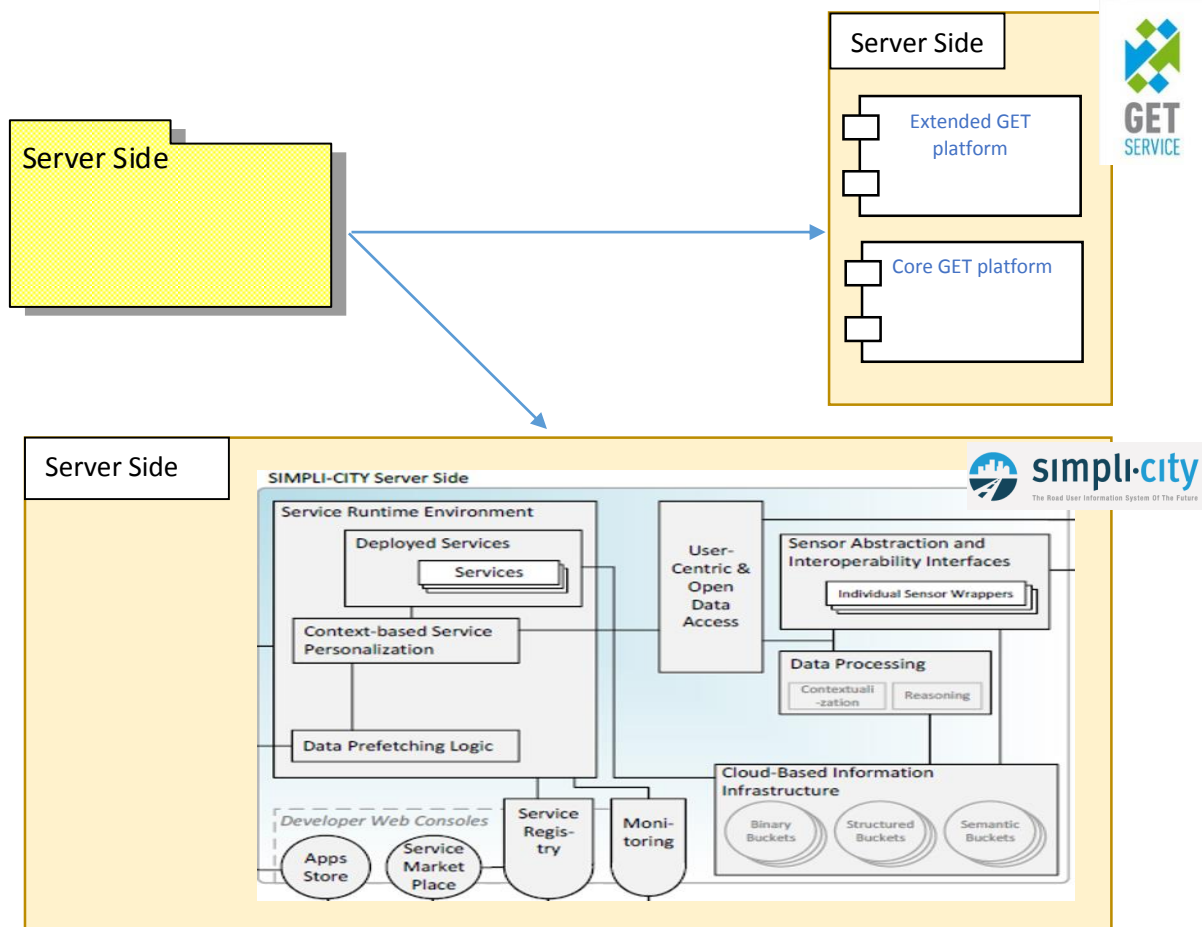 Server Side
Server Side
Extended GET
platform
Core GET platform
GET
SERVICE
Server Side
simpli·city
The Road User Information System Of The Future
SIMPLI-CITY Server Side
Service Runtime Environment
Deployed Services
Services
Context-based Service
Personalization
Data Prefetching Logic
User-
Centric &
Open
Data
Access
Sensor Abstraction and
Interoperability Interfaces
Individual Sensor Wrappers
Data Processing
Contextuali
-zation
Reasoning
Cloud-Based Information
Infrastructure
Binary
Buckets
Structured
Buckets
Semantic
Buckets
Developer Web Consoles
Apps
Store
Service
Market
Place
Service
Regis-
try
Moni-
toring